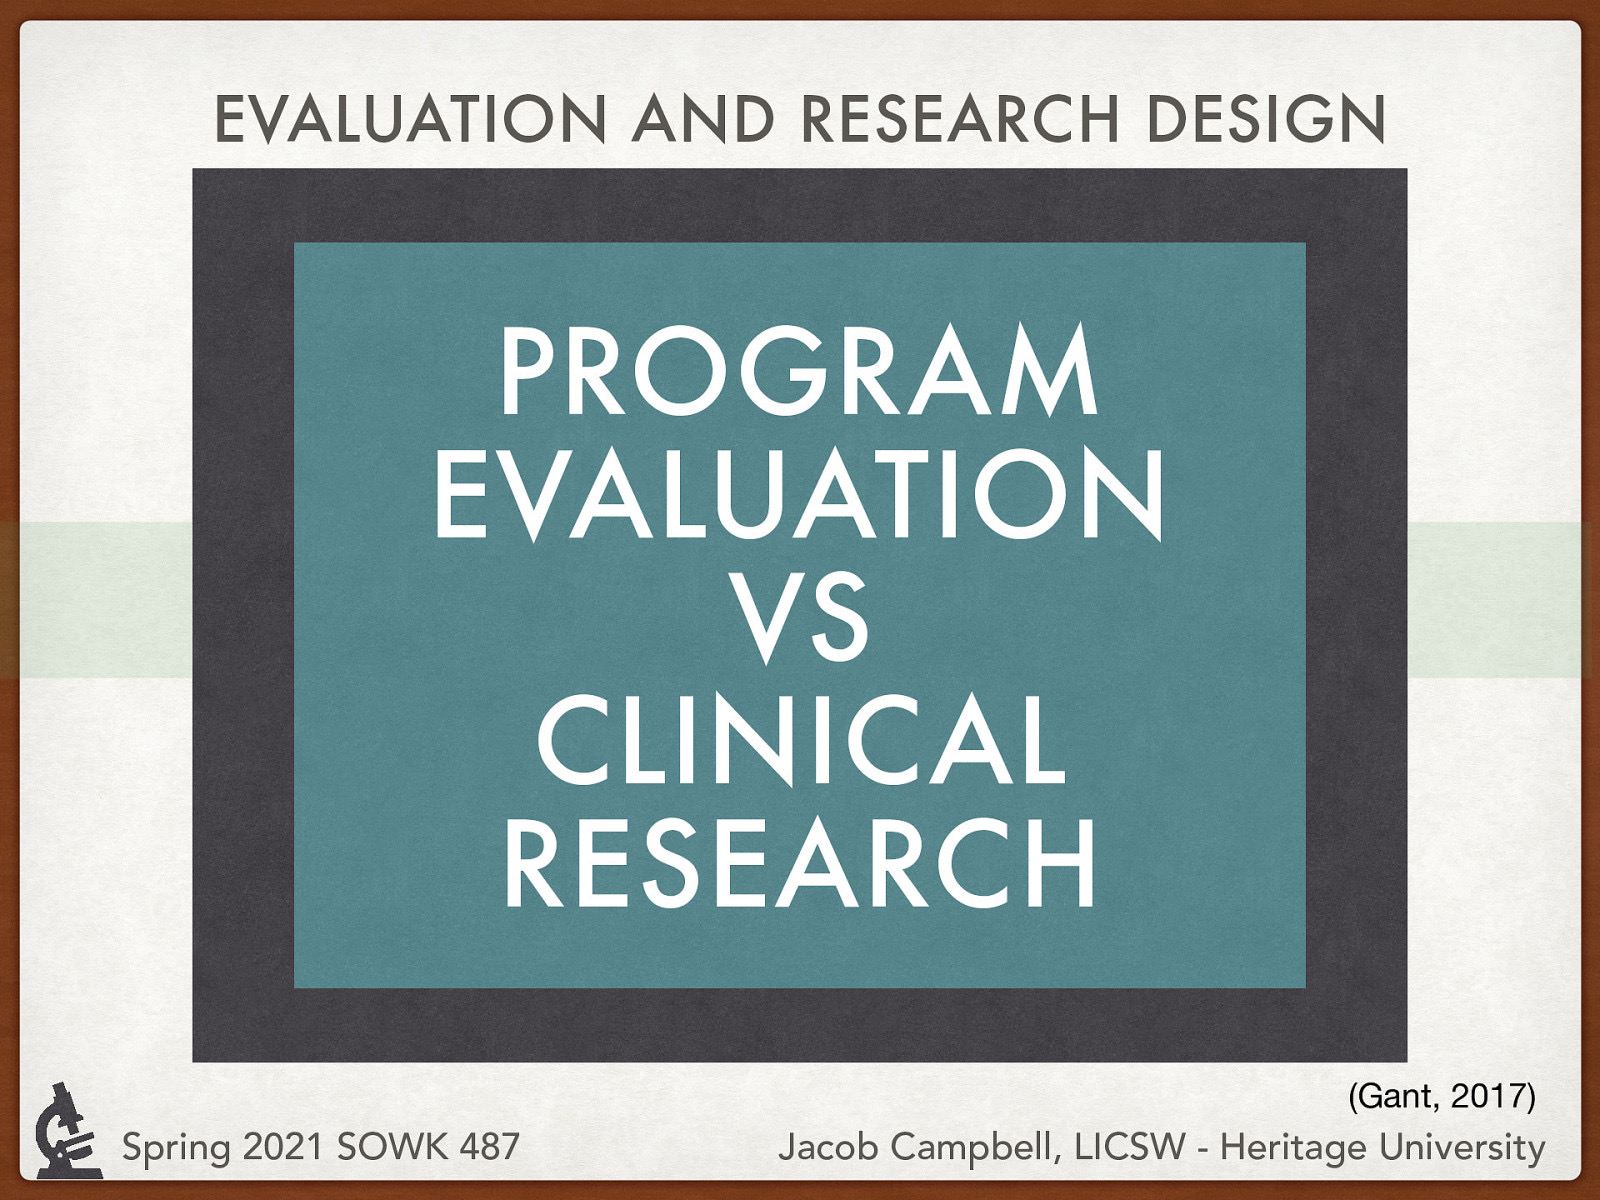 EVALUATION AND RESEARCH DESIGN
PROGRAM
EVALUATION
VS
CLINICAL
RESEARCH
(Gant, 2017)
Spring 2021 SOWK 487
Jacob Campbell, LICSW - Heritage University